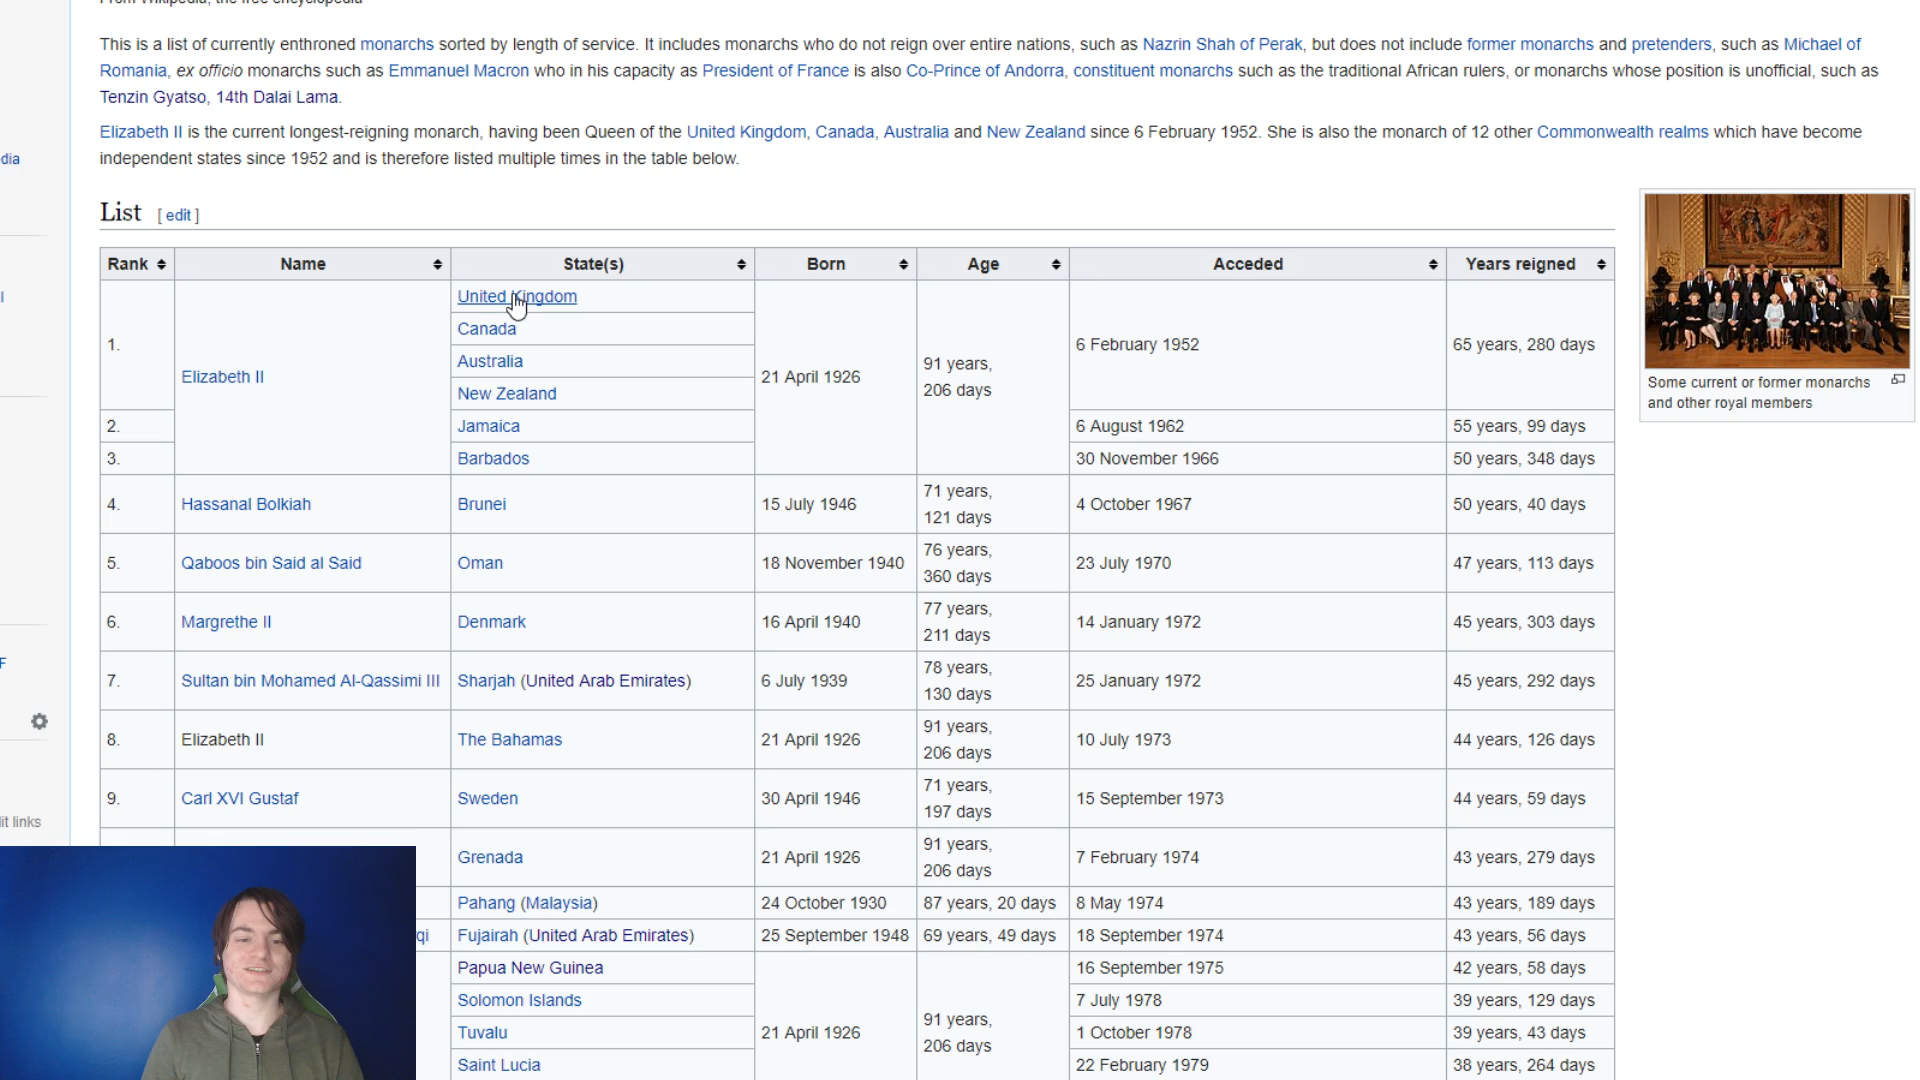 From Wikipedia, the free encyclopedia
This is a list of currently enthroned monarchs sorted by length of service. It includes monarchs who do not reign over entire nations, such as Nazrin Shah of Perak, but does not include former monarchs and pretenders, such as Michael of
Romania, ex officio monarchs such as Emmanuel Macron who in his capacity as President of France is also Co-Prince of Andorra, constituent monarchs such as the traditional African rulers, or monarchs whose position is unofficial, such as
Tenzin Gyatso, 14th Dalai Lama.
Elizabeth II is the current longest-reigning monarch, having been Queen of the United Kingdom, Canada, Australia and New Zealand since 6 February 1952. She is also the monarch of 12 other Commonwealth realms which have become
independent states since 1952 and is therefore listed multiple times in the table below.
dia
List [ edit ]
Rank Name State(s) Born Age Acceded Years reigned
1. Elizabeth II United Kingdom 21 April 1926 91 years, 206 days 6 February 1952 65 years, 280 days
Canada
Australia
New Zealand
2. Jamaica 6 August 1962 55 years, 99 days
3. Barbados 30 November 1966 50 years, 348 days
4. Hassanal Bolkiah Brunei 15 July 1946 71 years, 121 days 4 October 1967 50 years, 40 days
5. Qaboos bin Said al Said Oman 18 November 1940 76 years, 360 days 23 July 1970 47 years, 113 days
6. Margrethe II Denmark 16 April 1940 77 years, 211 days 14 January 1972 45 years, 303 days
7. Sultan bin Mohamed Al-Qassimi III Sharjah (United Arab Emirates) 6 July 1939 78 years, 130 days 25 January 1972 45 years, 292 days
8. Elizabeth II The Bahamas 21 April 1926 91 years, 206 days 10 July 1973 44 years, 126 days
9. Carl XVI Gustaf Sweden 30 April 1946 71 years, 197 days 15 September 1973 44 years, 59 days
Grenada 21 April 1926 91 years, 206 days 7 February 1974 43 years, 279 days
Pahang (Malaysia) 24 October 1930 87 years, 20 days 8 May 1974 43 years, 189 days
qi Fujairah (United Arab Emirates) 25 September 1948 69 years, 49 days 18 September 1974 43 years, 56 days
Papua New Guinea 21 April 1926 91 years, 206 days 16 September 1975 42 years, 58 days
Solomon Islands 7 July 1978 39 years, 129 days
Tuvalu 1 October 1978 39 years, 43 days
Saint Lucia 22 February 1979 38 years, 264 days
Some current or former monarchs
and other royal members
F
it links